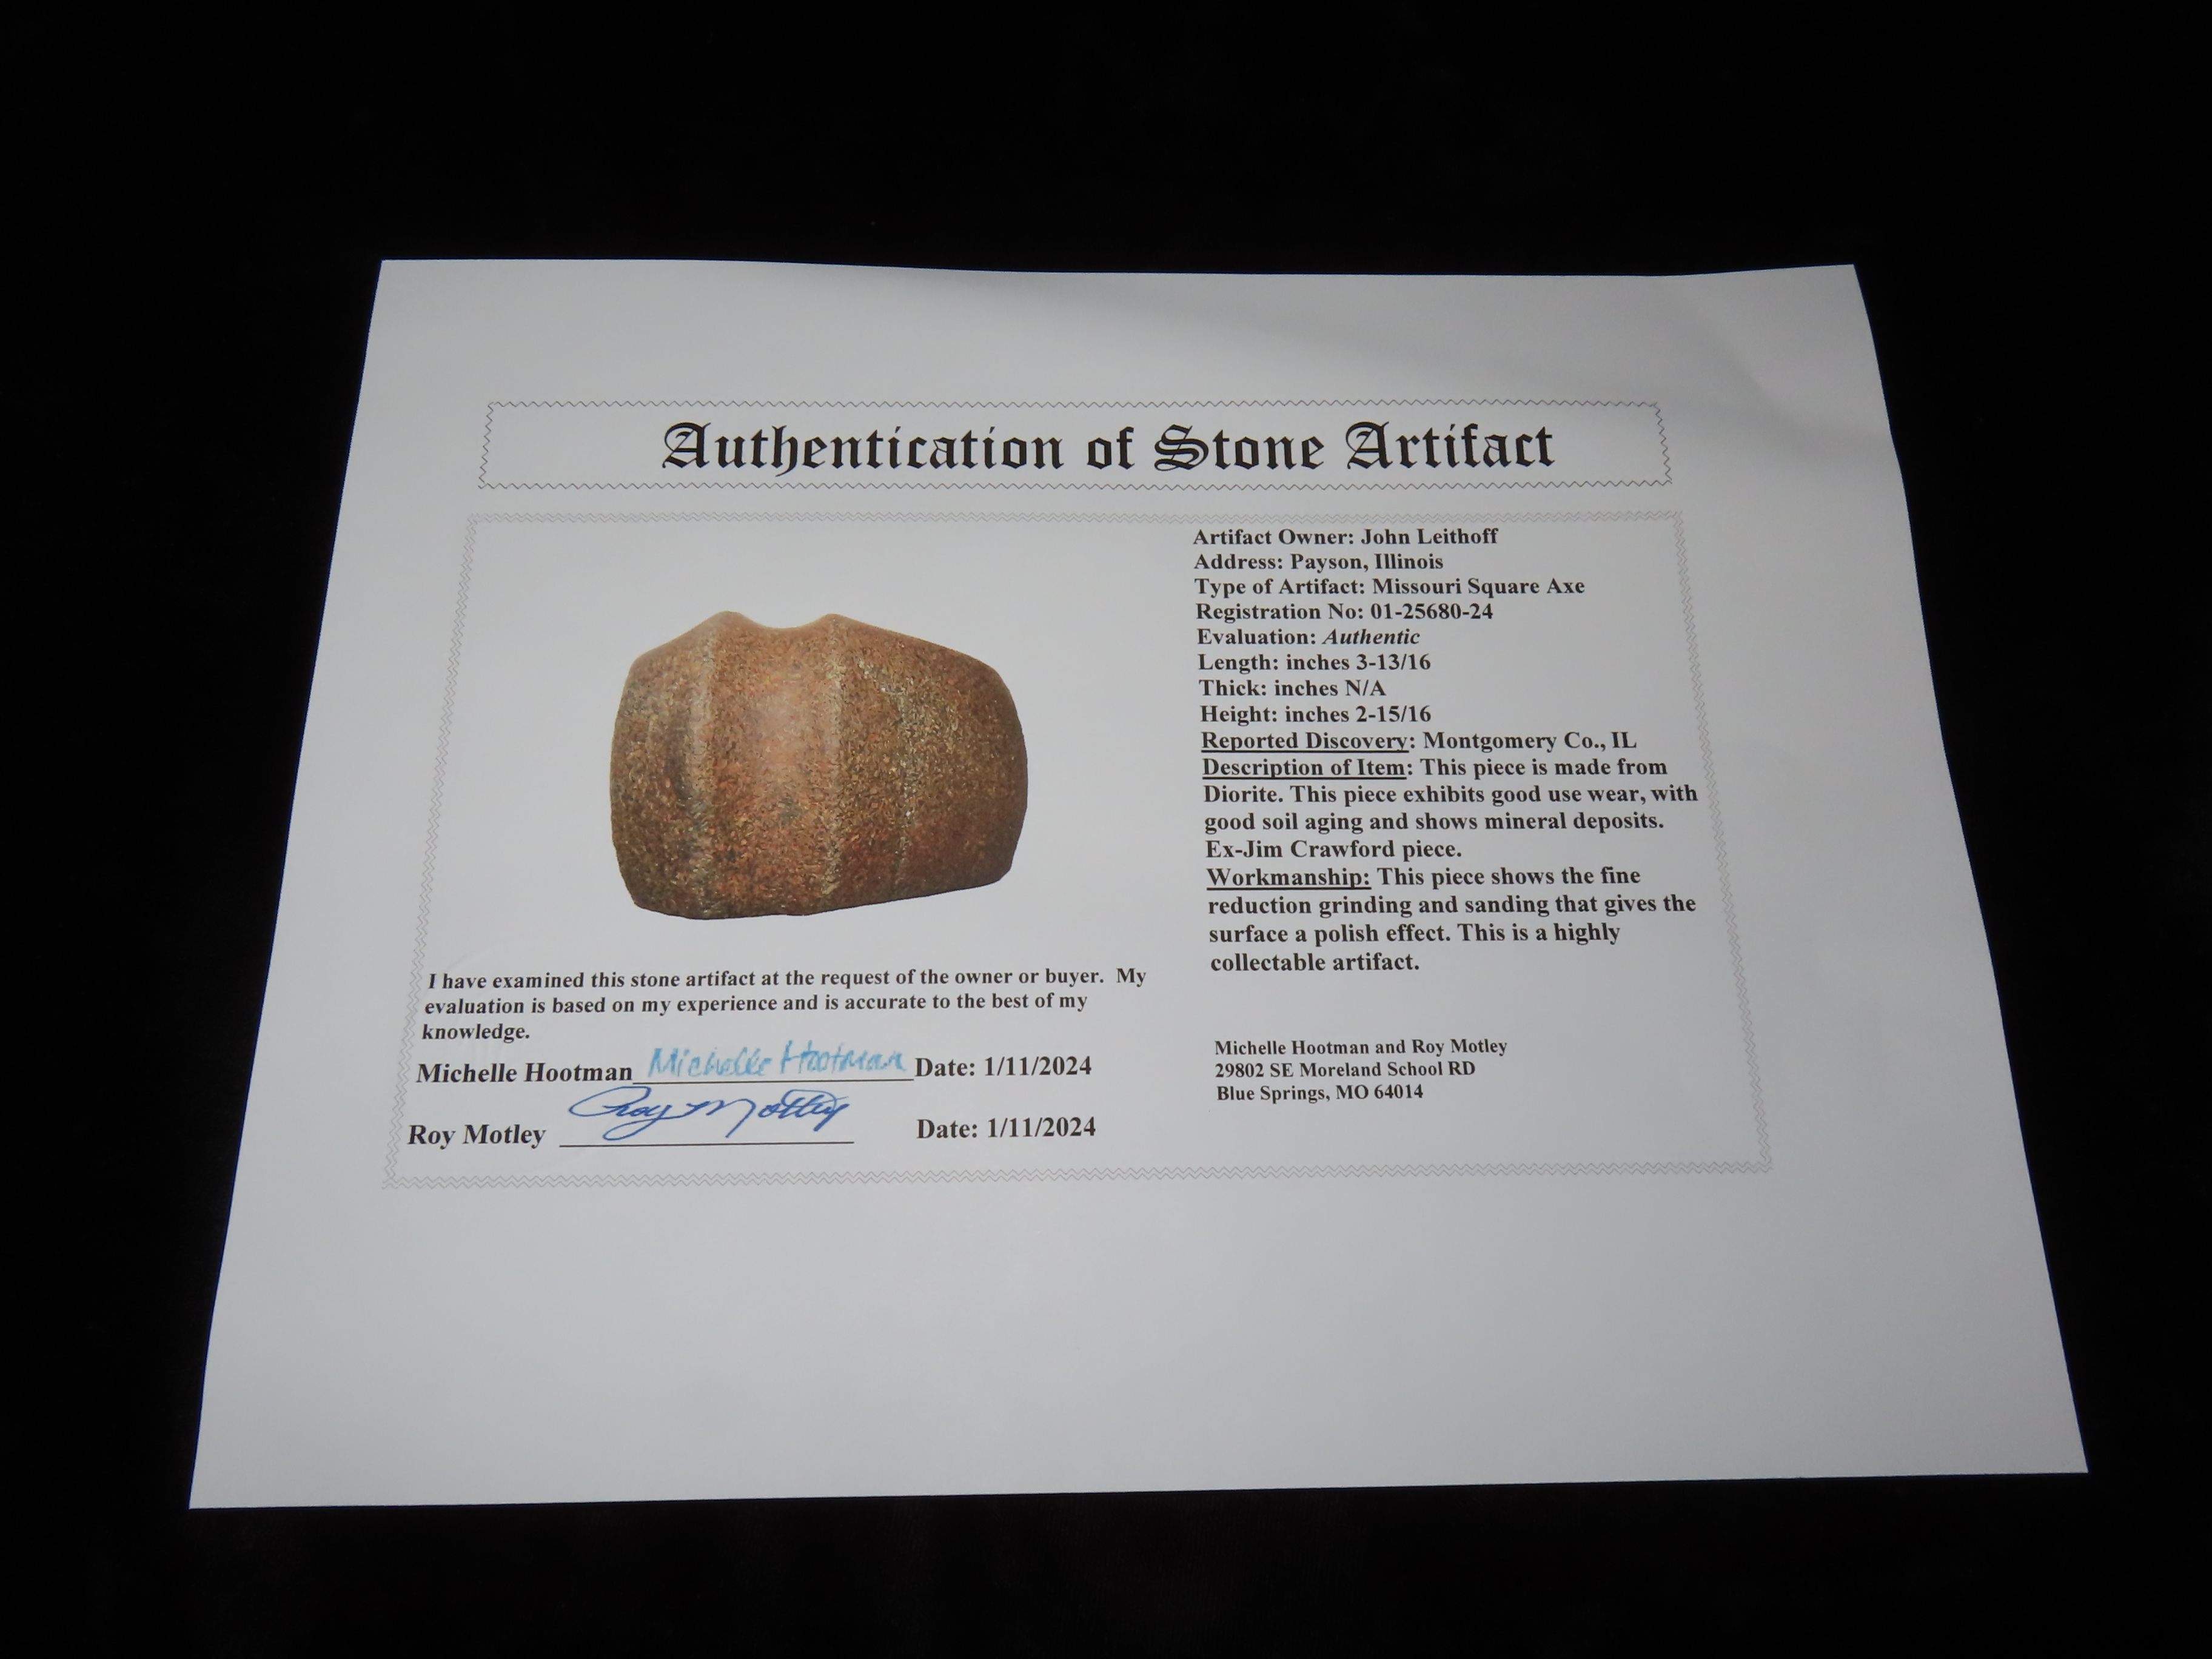 Authentication of Stone Artifact
Artifact Owner: John Leithoff
Address: Payson, Illinois
Type of Artifact: Missouri Square Axe
Registration No: 01-25680-24
Evaluation: Authentic
Length: inches 3-13/16
Thick: inches N/A
Height: inches 2-15/16
Reported Discovery: Montgomery Co., IL
Description of Item: This piece is made from
Diorite. This piece exhibits good use wear, with
good soil aging and shows mineral deposits.
Ex-Jim Crawford piece.
Workmanship: This piece shows the fine
reduction grinding and sanding that gives the
surface a polish effect. This is a highly
collectable artifact.
I have examined this stone artifact at the request of the owner or buyer. My
evaluation is based on my experience and is accurate to the best of my
knowledge.
Michelle Hootman Michelle Hootman Date: 1/11/2024
Roy Motley Roy Motley Date: 1/11/2024
Michelle Hootman and Roy Motley
29802 SE Moreland School RD
Blue Springs, MO 64014